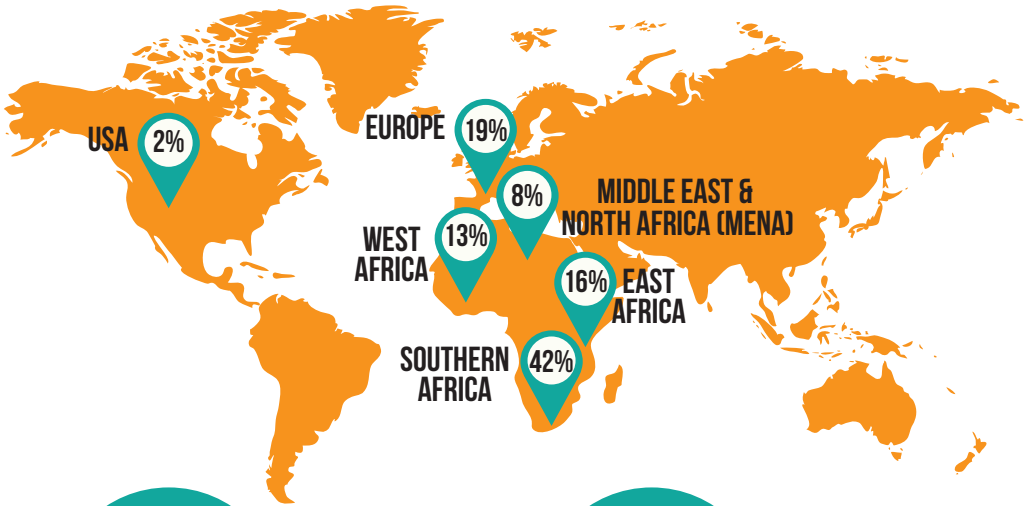 USA
2%
EUROPE
19%
8%
MIDDLE EAST &
NORTH AFRICA (MENA)
WEST
AFRICA
13%
16%
EAST
AFRICA
SOUTHERN
AFRICA
42%